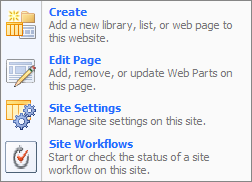 Create
Add a new library, list, or web page to
this website.
Edit Page
Add, remove, or update Web Parts on
this page.
Site Settings
Manage site settings on this site.
Site Workflows
Start or check the status of a site
workflow on this site.